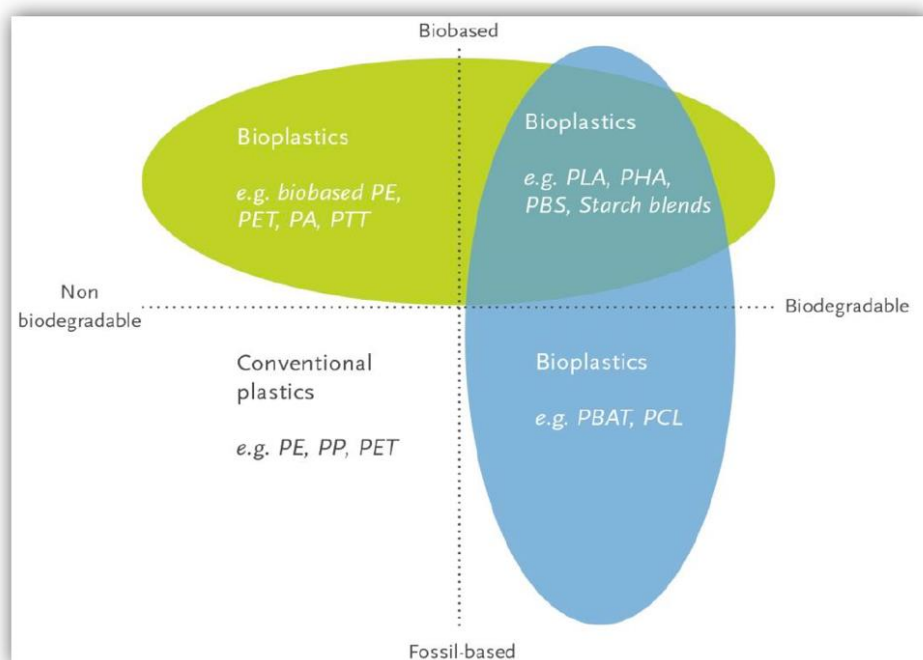 Biobased
Bioplastics
e.g. biobased PE,
PET, PA, PTT
Bioplastics
e.g. PLA, PHA,
PBS, Starch blends
Non
biodegradable
Biodegradable
Conventional
plastics
e.g. PE, PP, PET
Bioplastics
e.g. PBAT, PCL
Fossil-based